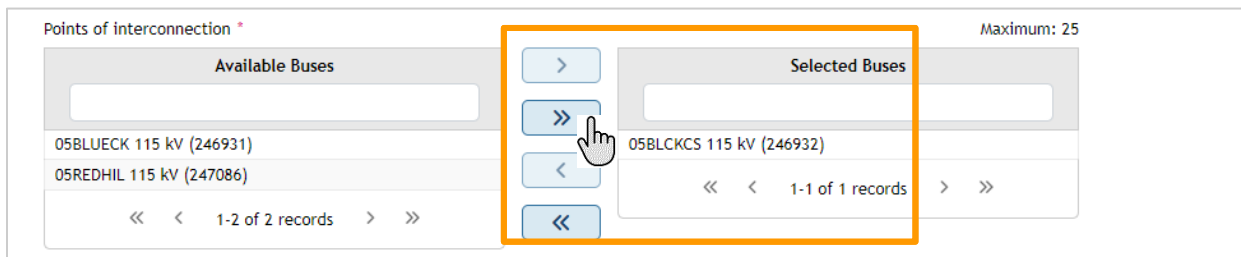 Points of interconnection *
Maximum: 25
Available Buses
05BLUECK 115 kV (246931)
05REDHIL 115 kV (247086)
« < 1-2 of 2 records > »
>
»
<
«
Selected Buses
05BLCKCS 115 kV (246932)
« < 1-1 of 1 records > »